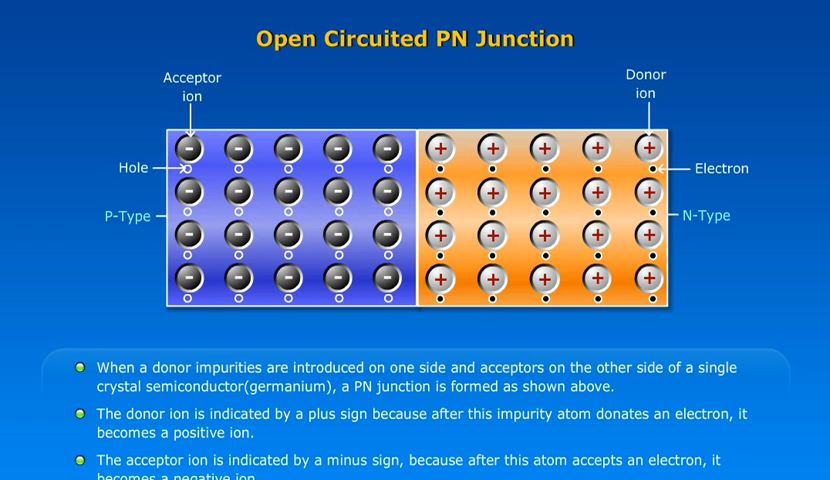 Open Circuited PN Junction
Acceptor
ion
Donor
ion
Hole
Electron
P-Type
N-Type
When a donor impurities are introduced on one side and acceptors on the other side of a single
crystal semiconductor(germanium), a PN junction is formed as shown above.
The donor ion is indicated by a plus sign because after this impurity atom donates an electron, it
becomes a positive ion.
The acceptor ion is indicated by a minus sign, because after this atom accepts an electron, it
becomes a negative ion.